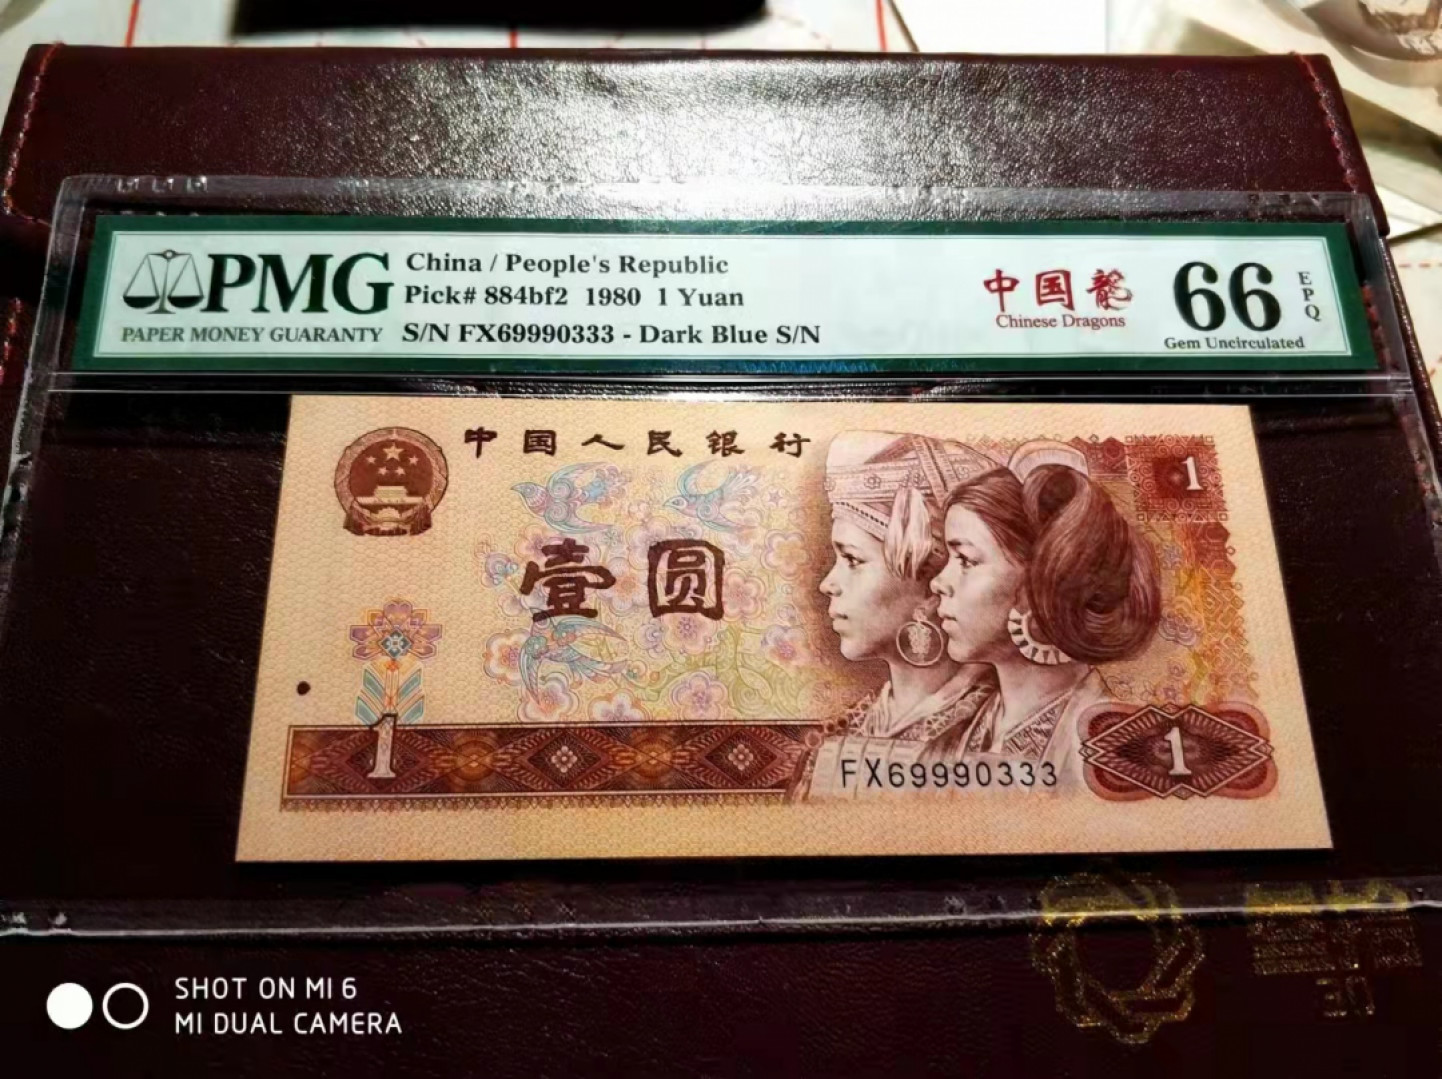 PMG
PAPER MONEY GUARANTY
China / People's Republic
Pick# 884bf2 1980 1 Yuan
S/N FX69990333 - Dark Blue S/N
中国龍
Chinese Dragons
66
EPQ
Gem Uncirculated
中国人民银行
1
壹圆
1
FX69990333
1
SHOT ON MI 6
MI DUAL CAMERA